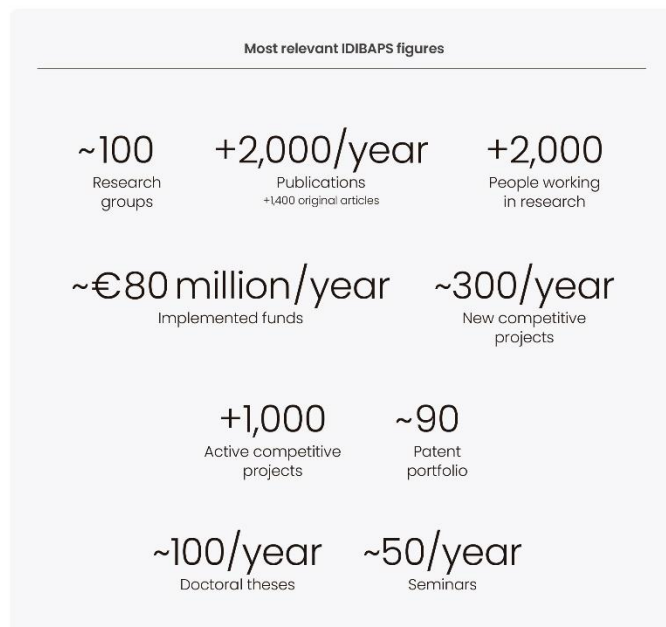 Most relevant IDIBAPS figures
~100
Research
groups
+2,000/year
Publications
+1,400 original articles
+2,000
People working
in research
~€80 million/year
Implemented funds
~300/year
New competitive
projects
+1,000
Active competitive
projects
~90
Patent
portfolio
~100/year
Doctoral theses
~50/year
Seminars